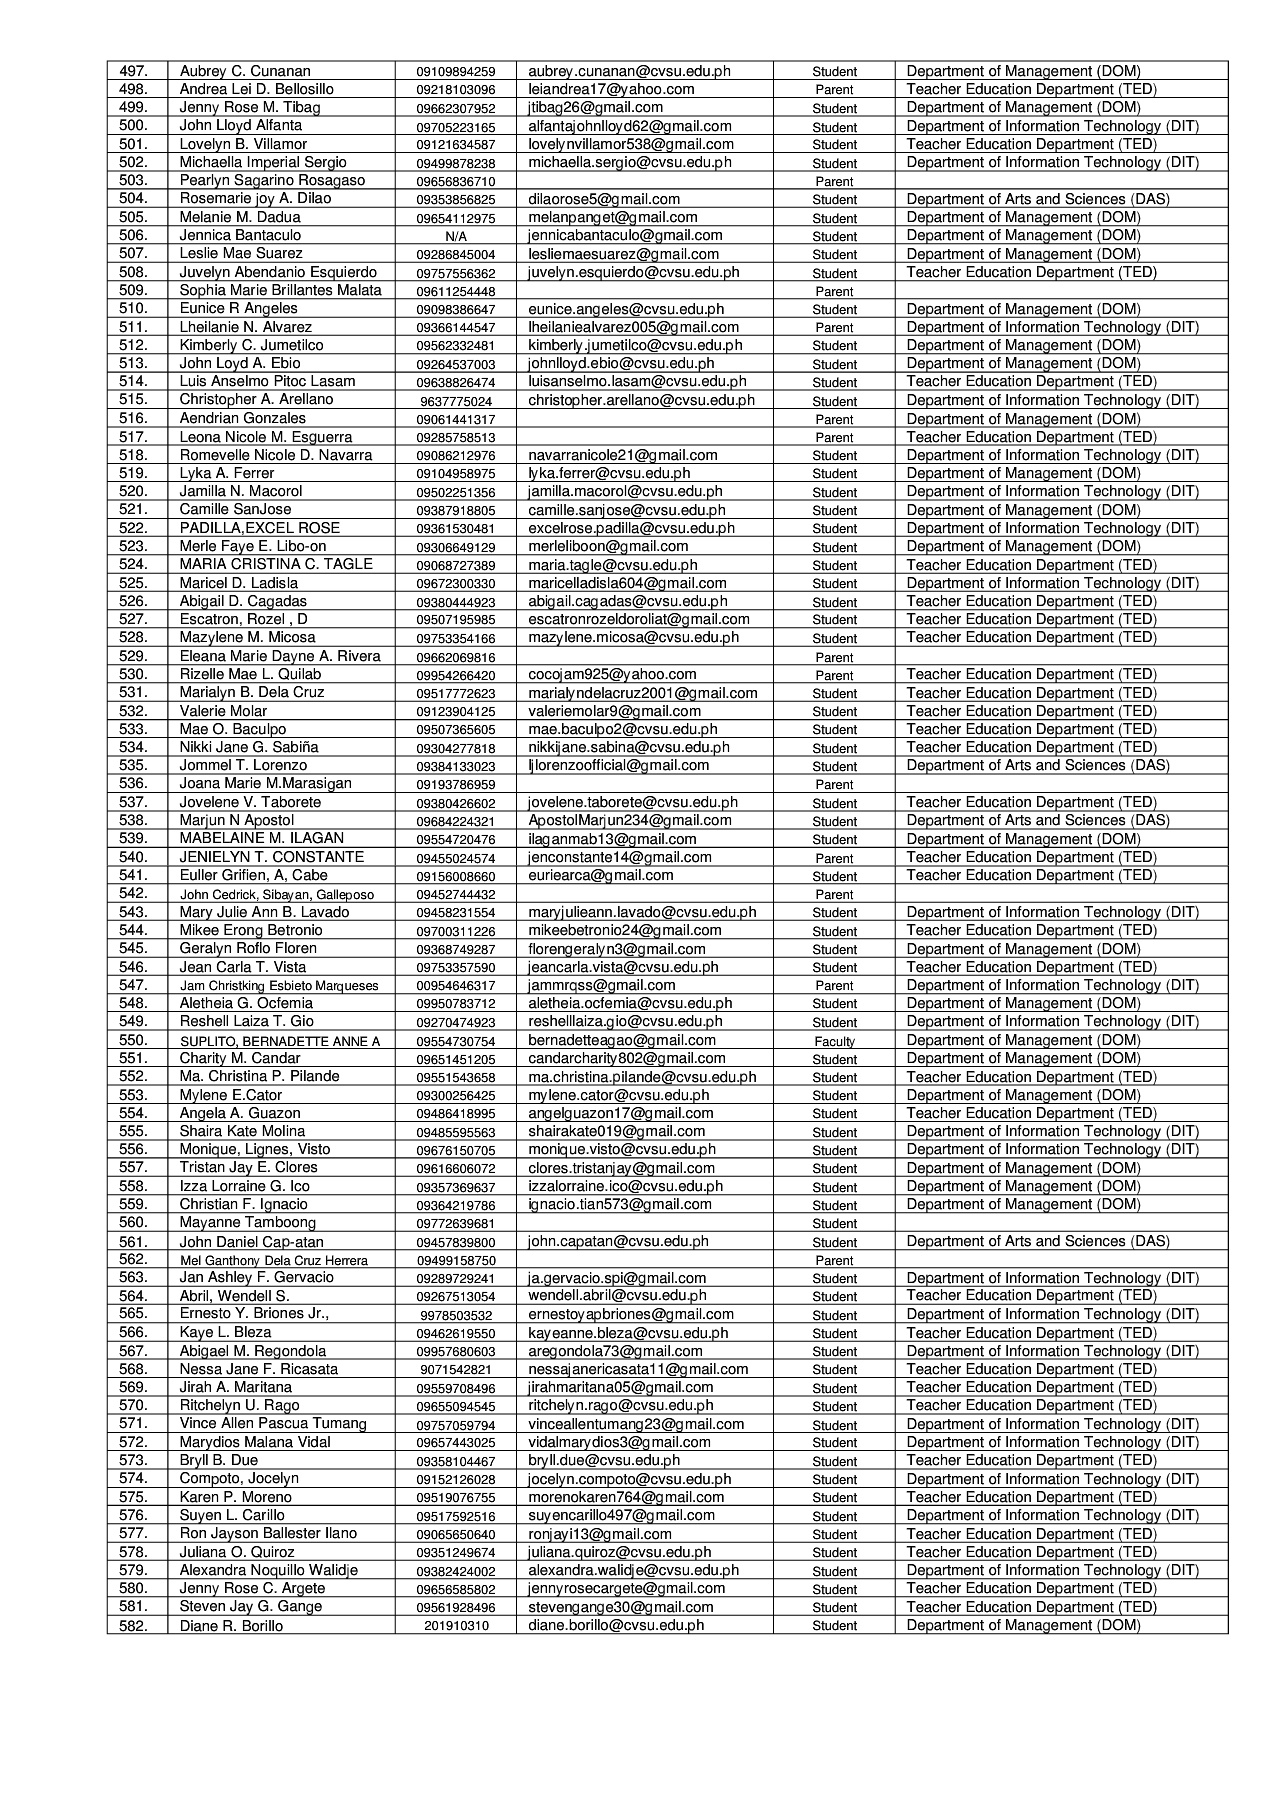 497. Aubrey C. Cunanan 09109894259 aubrey.cunanan@cvsu.edu.ph Student Department of Management (DOM)
498. Andrea Lei D. Bellosillo 09218103096 leiandrea17@yahoo.com Parent Teacher Education Department (TED)
499. Jenny Rose M. Tibag 09662307952 jtibag26@gmail.com Student Department of Management (DOM)
500. John Lloyd Alfanta 09705223165 alfantajohnlloyd62@gmail.com Student Department of Information Technology (DIT)
501. Lovelyn B. Villamor 09121634587 lovelynvillamor538@gmail.com Student Teacher Education Department (TED)
502. Michaella Imperial Sergio 09499878238 michaella.sergio@cvsu.edu.ph Student Department of Information Technology (DIT)
503. Pearlyn Sagarino Rosagaso 09656836710 Parent
504. Rosemarie joy A. Dilao 09353856825 dilaorose5@gmail.com Student Department of Arts and Sciences (DAS)
505. Melanie M. Dadua 09654112975 melanpanget@gmail.com Student Department of Management (DOM)
506. Jennica Bantaculo N/A jennicabantaculo@gmail.com Student Department of Management (DOM)
507. Leslie Mae Suarez 09286845004 lesliemaesuarez@gmail.com Student Department of Management (DOM)
508. Juvelyn Abendanio Esquierdo 09757556362 juvelyn.esquierdo@cvsu.edu.ph Student Teacher Education Department (TED)
509. Sophia Marie Brillantes Malata 09611254448 Parent
510. Eunice R Angeles 09098386647 eunice.angeles@cvsu.edu.ph Student Department of Management (DOM)
511. Lheilanie N. Alvarez 09366144547 lheilaniealvarez005@gmail.com Parent Department of Information Technology (DIT)
512. Kimberly C. Jumetilco 09562332481 kimberly.jumetilco@cvsu.edu.ph Student Department of Management (DOM)
513. John Loyd A. Ebio 09264537003 johnlloyd.ebio@cvsu.edu.ph Student Department of Management (DOM)
514. Luis Anselmo Pitoc Lasam 09638826474 luisanselmo.lasam@cvsu.edu.ph Student Teacher Education Department (TED)
515. Christopher A. Arellano 9637775024 christopher.arellano@cvsu.edu.ph Student Department of Information Technology (DIT)
516. Aendrian Gonzales 09061441317 Parent Department of Management (DOM)
517. Leona Nicole M. Esguerra 09285758513 Parent Teacher Education Department (TED)
518. Romevelle Nicole D. Navarra 09086212976 navarranicole21@gmail.com Student Department of Information Technology (DIT)
519. Lyka A. Ferrer 09104958975 lyka.ferrer@cvsu.edu.ph Student Department of Management (DOM)
520. Jamilla N. Macorol 09502251356 jamilla.macorol@cvsu.edu.ph Student Department of Information Technology (DIT)
521. Camille SanJose 09387918805 camille.sanjose@cvsu.edu.ph Student Department of Management (DOM)
522. PADILLA,EXCEL ROSE 09361530481 excelrose.padilla@cvsu.edu.ph Student Department of Information Technology (DIT)
523. Merle Faye E. Libo-on 09306649129 merleliboon@gmail.com Student Department of Management (DOM)
524. MARIA CRISTINA C. TAGLE 09068727389 maria.tagle@cvsu.edu.ph Student Teacher Education Department (TED)
525. Maricel D. Ladisla 09672300330 maricelladisla604@gmail.com Student Department of Information Technology (DIT)
526. Abigail D. Cagadas 09380444923 abigail.cagadas@cvsu.edu.ph Student Teacher Education Department (TED)
527. Escatron, Rozel , D 09507195985 escatronrozeldoroliat@gmail.com Student Teacher Education Department (TED)
528. Mazylene M. Micosa 09753354166 mazylene.micosa@cvsu.edu.ph Student Teacher Education Department (TED)
529. Eleana Marie Dayne A. Rivera 09662069816 Parent
530. Rizelle Mae L. Quilab 09954266420 cocojam925@yahoo.com Parent Teacher Education Department (TED)
531. Marialyn B. Dela Cruz 09517772623 marialyndelacruz2001@gmail.com Student Teacher Education Department (TED)
532. Valerie Molar 09123904125 valeriemolar9@gmail.com Student Teacher Education Department (TED)
533. Mae O. Baculpo 09507365605 mae.baculpo2@cvsu.edu.ph Student Teacher Education Department (TED)
534. Nikki Jane G. Sabiña 09304277818 nikkijane.sabina@cvsu.edu.ph Student Teacher Education Department (TED)
535. Jommel T. Lorenzo 09384133023 ljlorenzoofficial@gmail.com Student Department of Arts and Sciences (DAS)
536. Joana Marie M.Marasigan 09193786959 Parent
537. Jovelene V. Taborete 09380426602 jovelene.taborete@cvsu.edu.ph Student Teacher Education Department (TED)
538. Marjun N Apostol 09684224321 ApostolMarjun234@gmail.com Student Department of Arts and Sciences (DAS)
539. MABELAINE M. ILAGAN 09554720476 ilaganmab13@gmail.com Student Department of Management (DOM)
540. JENIELYN T. CONSTANTE 09455024574 jenconstante14@gmail.com Parent Teacher Education Department (TED)
541. Euller Grifien, A, Cabe 09156008660 euriearca@gmail.com Student Teacher Education Department (TED)
542. John Cedrick, Sibayan, Galleposo 09452744432 Parent
543. Mary Julie Ann B. Lavado 09458231554 maryjulieann.lavado@cvsu.edu.ph Student Department of Information Technology (DIT)
544. Mikee Erong Betronio 09700311226 mikeebetronio24@gmail.com Student Teacher Education Department (TED)
545. Geralyn Roflo Floren 09368749287 florengeralyn3@gmail.com Student Department of Management (DOM)
546. Jean Carla T. Vista 09753357590 jeancarla.vista@cvsu.edu.ph Student Teacher Education Department (TED)
547. Jam Christking Esbieto Marqueses 00954646317 jammrqss@gmail.com Parent Department of Information Technology (DIT)
548. Aletheia G. Ocfemia 09950783712 aletheia.ocfemia@cvsu.edu.ph Student Department of Management (DOM)
549. Reshell Laiza T. Gio 09270474923 reshelllaiza.gio@cvsu.edu.ph Student Department of Information Technology (DIT)
550. SUPLITO, BERNADETTE ANNE A 09554730754 bernadetteagao@gmail.com Faculty Department of Management (DOM)
551. Charity M. Candar 09651451205 candarcharity802@gmail.com Student Department of Management (DOM)
552. Ma. Christina P. Pilande 09551543658 ma.christina.pilande@cvsu.edu.ph Student Teacher Education Department (TED)
553. Mylene E.Cator 09300256425 mylene.cator@cvsu.edu.ph Student Department of Management (DOM)
554. Angela A. Guazon 09486418995 angelguazon17@gmail.com Student Teacher Education Department (TED)
555. Shaira Kate Molina 09485595563 shairakate019@gmail.com Student Department of Information Technology (DIT)
556. Monique, Lignes, Visto 09676150705 monique.visto@cvsu.edu.ph Student Department of Information Technology (DIT)
557. Tristan Jay E. Clores 09616606072 clores.tristanjay@gmail.com Student Department of Management (DOM)
558. Izza Lorraine G. Ico 09357369637 izzalorraine.ico@cvsu.edu.ph Student Department of Management (DOM)
559. Christian F. Ignacio 09364219786 ignacio.tian573@gmail.com Student Department of Management (DOM)
560. Mayanne Tamboong 09772639681 Student
561. John Daniel Cap-atan 09457839800 john.capatan@cvsu.edu.ph Student Department of Arts and Sciences (DAS)
562. Mel Ganthony Dela Cruz Herrera 09499158750 Parent
563. Jan Ashley F. Gervacio 09289729241 ja.gervacio.spi@gmail.com Student Department of Information Technology (DIT)
564. Abril, Wendell S. 09267513054 wendell.abril@cvsu.edu.ph Student Teacher Education Department (TED)
565. Ernesto Y. Briones Jr., 9978503532 ernestoyapbriones@gmail.com Student Department of Information Technology (DIT)
566. Kaye L. Bleza 09462619550 kayeanne.bleza@cvsu.edu.ph Student Teacher Education Department (TED)
567. Abigael M. Regondola 09957680603 aregondola73@gmail.com Student Department of Information Technology (DIT)
568. Nessa Jane F. Ricasata 9071542821 nessajanericasata11@gmail.com Student Teacher Education Department (TED)
569. Jirah A. Maritana 09559708496 jirahmaritana05@gmail.com Student Teacher Education Department (TED)
570. Ritchelyn U. Rago 09655094545 ritchelyn.rago@cvsu.edu.ph Student Teacher Education Department (TED)
571. Vince Allen Pascua Tumang 09757059794 vinceallentumang23@gmail.com Student Department of Information Technology (DIT)
572. Marydios Malana Vidal 09657443025 vidalmarydios3@gmail.com Student Department of Information Technology (DIT)
573. Bryll B. Due 09358104467 bryll.due@cvsu.edu.ph Student Teacher Education Department (TED)
574. Compoto, Jocelyn 09152126028 jocelyn.compoto@cvsu.edu.ph Student Department of Information Technology (DIT)
575. Karen P. Moreno 09519076755 morenokaren764@gmail.com Student Teacher Education Department (TED)
576. Suyen L. Carillo 09517592516 suyencarillo497@gmail.com Student Department of Information Technology (DIT)
577. Ron Jayson Ballester Ilano 09065650640 ronjayi13@gmail.com Student Teacher Education Department (TED)
578. Juliana O. Quiroz 09351249674 juliana.quiroz@cvsu.edu.ph Student Teacher Education Department (TED)
579. Alexandra Noquillo Walidje 09382424002 alexandra.walidje@cvsu.edu.ph Student Department of Information Technology (DIT)
580. Jenny Rose C. Argete 09656585802 jennyrosecargete@gmail.com Student Teacher Education Department (TED)
581. Steven Jay G. Gange 09561928496 stevengange30@gmail.com Student Teacher Education Department (TED)
582. Diane R. Borillo 201910310 diane.borillo@cvsu.edu.ph Student Department of Management (DOM)